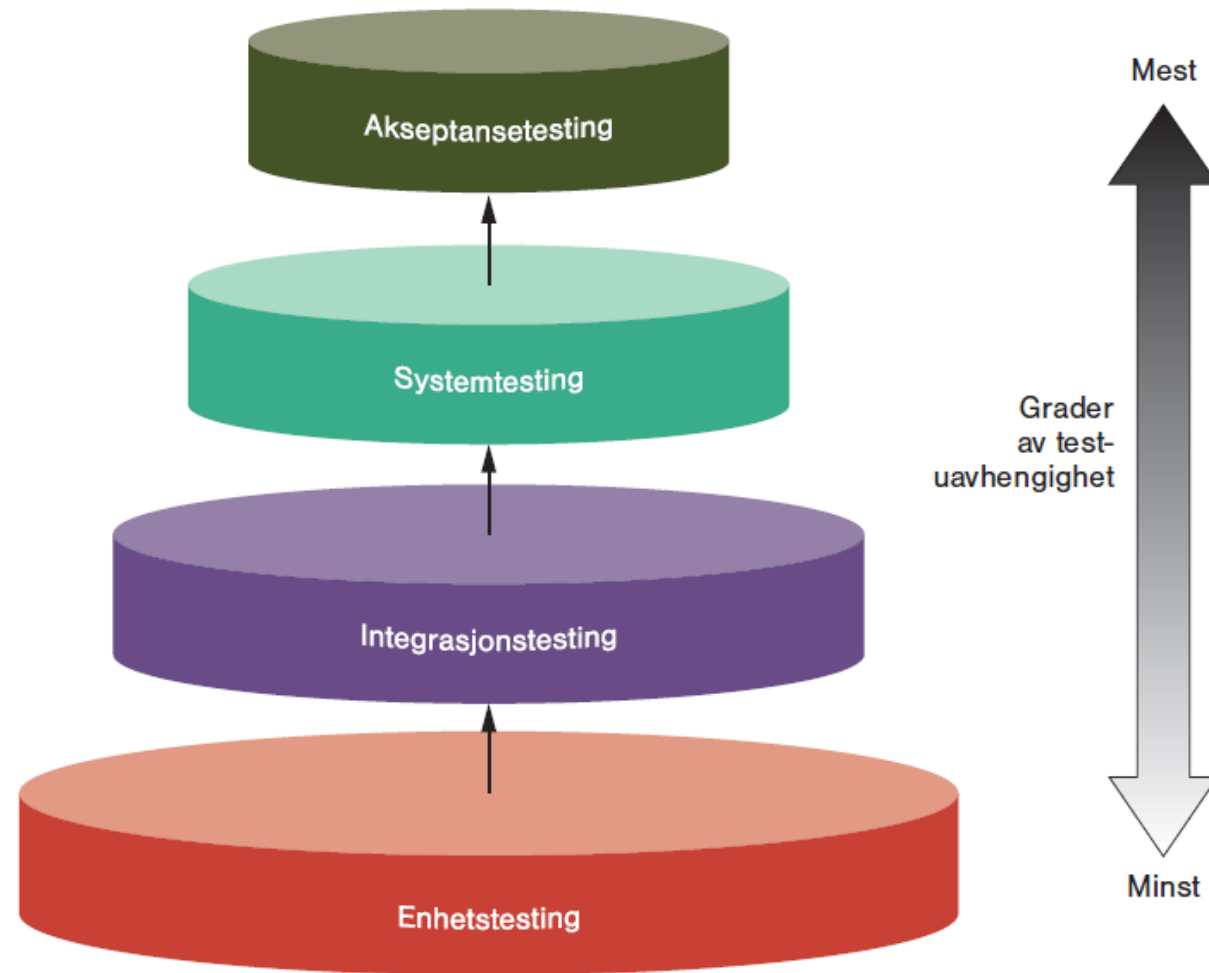 Akseptansetesting
Systemtesting
Integrasjonstesting
Enhetstesting
Mest
Grader
av test-
uavhengighet
Minst